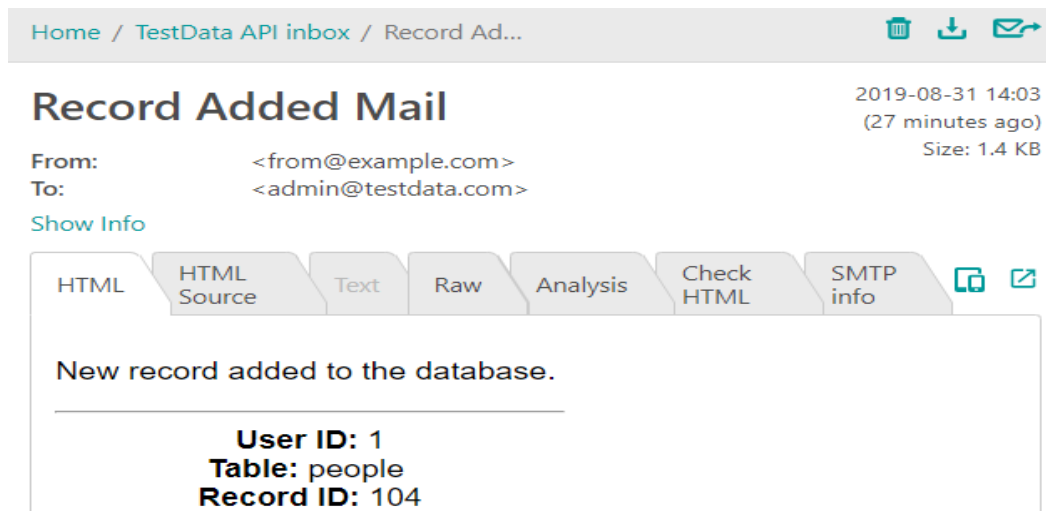 Home / TestData API inbox / Record Ad...
Record Added Mail
2019-08-31 14:03
(27 minutes ago)
Size: 1.4 KB
From: <from@example.com>
To: <admin@testdata.com>
Show Info
HTML
HTML
Source
Text
Raw
Analysis
Check
HTML
SMTP
info
New record added to the database.
User ID: 1
Table: people
Record ID: 104